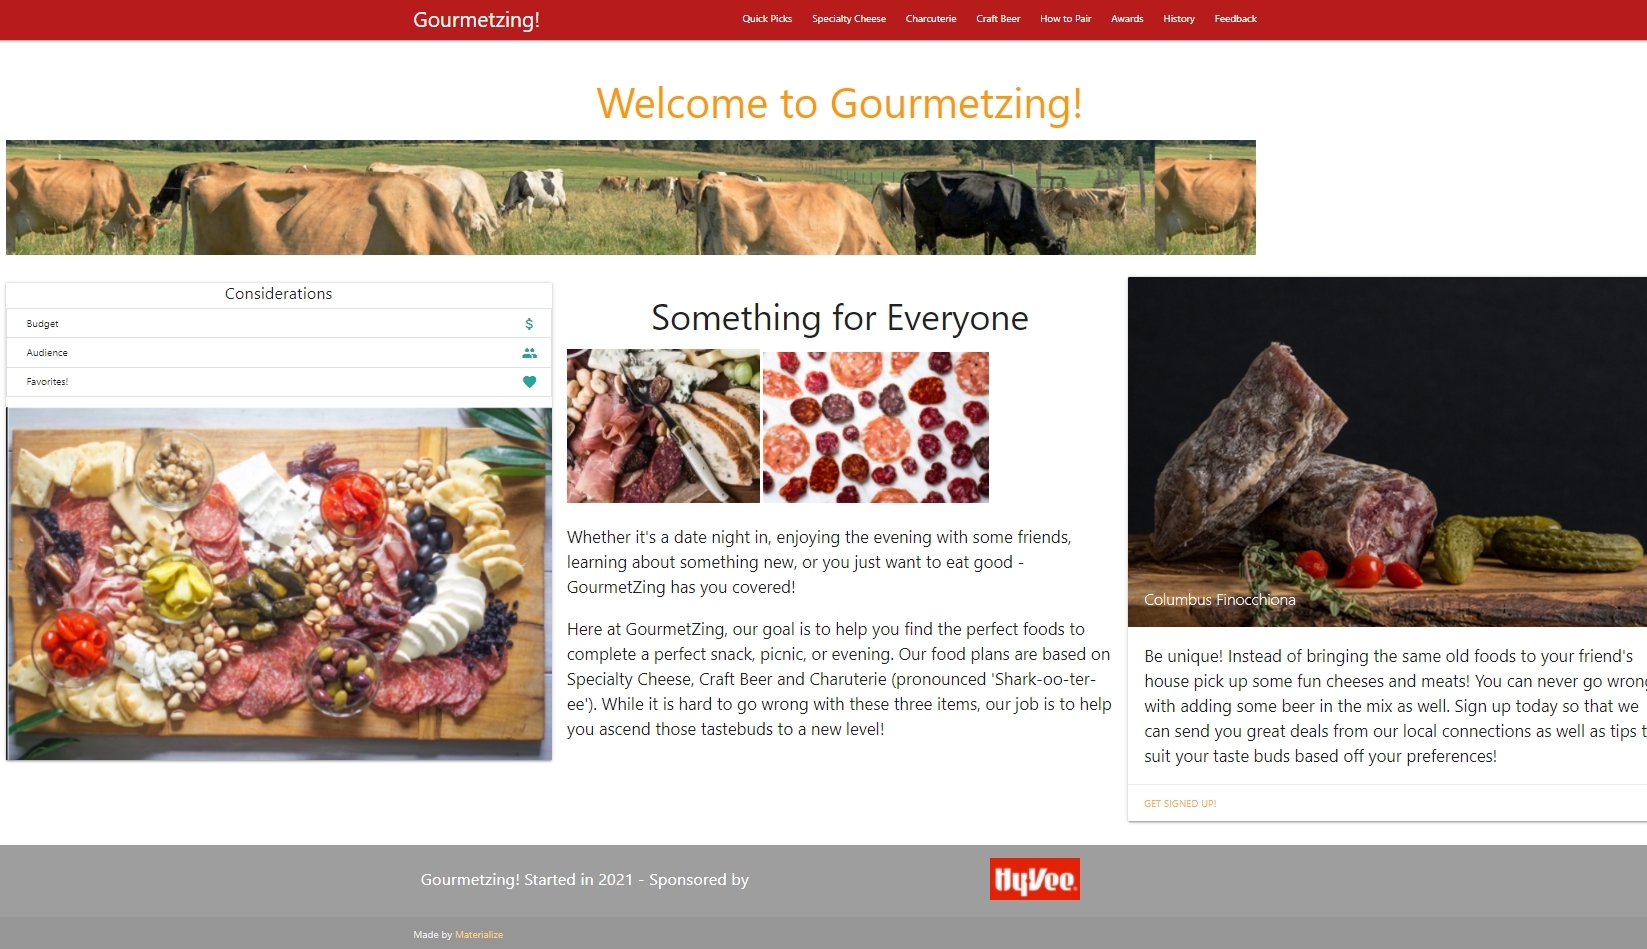 Gourmetzing!
Quick Picks Specialty Cheese Charcuterie Craft Beer How to Pair Awards History Feedback
Welcome to Gourmetzing!
Considerations
Budget
Audience
Favorites!
Something for Everyone
Whether it's a date night in, enjoying the evening with some friends,
learning about something new, or you just want to eat good -
GourmetZing has you covered!
Here at GourmetZing, our goal is to help you find the perfect foods to
complete a perfect snack, picnic, or evening. Our food plans are based on
Specialty Cheese, Craft Beer and Charuterie (pronounced 'Shark-oo-ter-
ee'). While it is hard to go wrong with these three items, our job is to help
you ascend those tastebuds to a new level!
Columbus Finocchiona
Be unique! Instead of bringing the same old foods to your friend's
house pick up some fun cheeses and meats! You can never go wrong
with adding some beer in the mix as well. Sign up today so that we
can send you great deals from our local connections as well as tips t
suit your taste buds based off your preferences!
GET SIGNED UP!
Gourmetzing! Started in 2021 - Sponsored by
HyVee
Made by Materialize